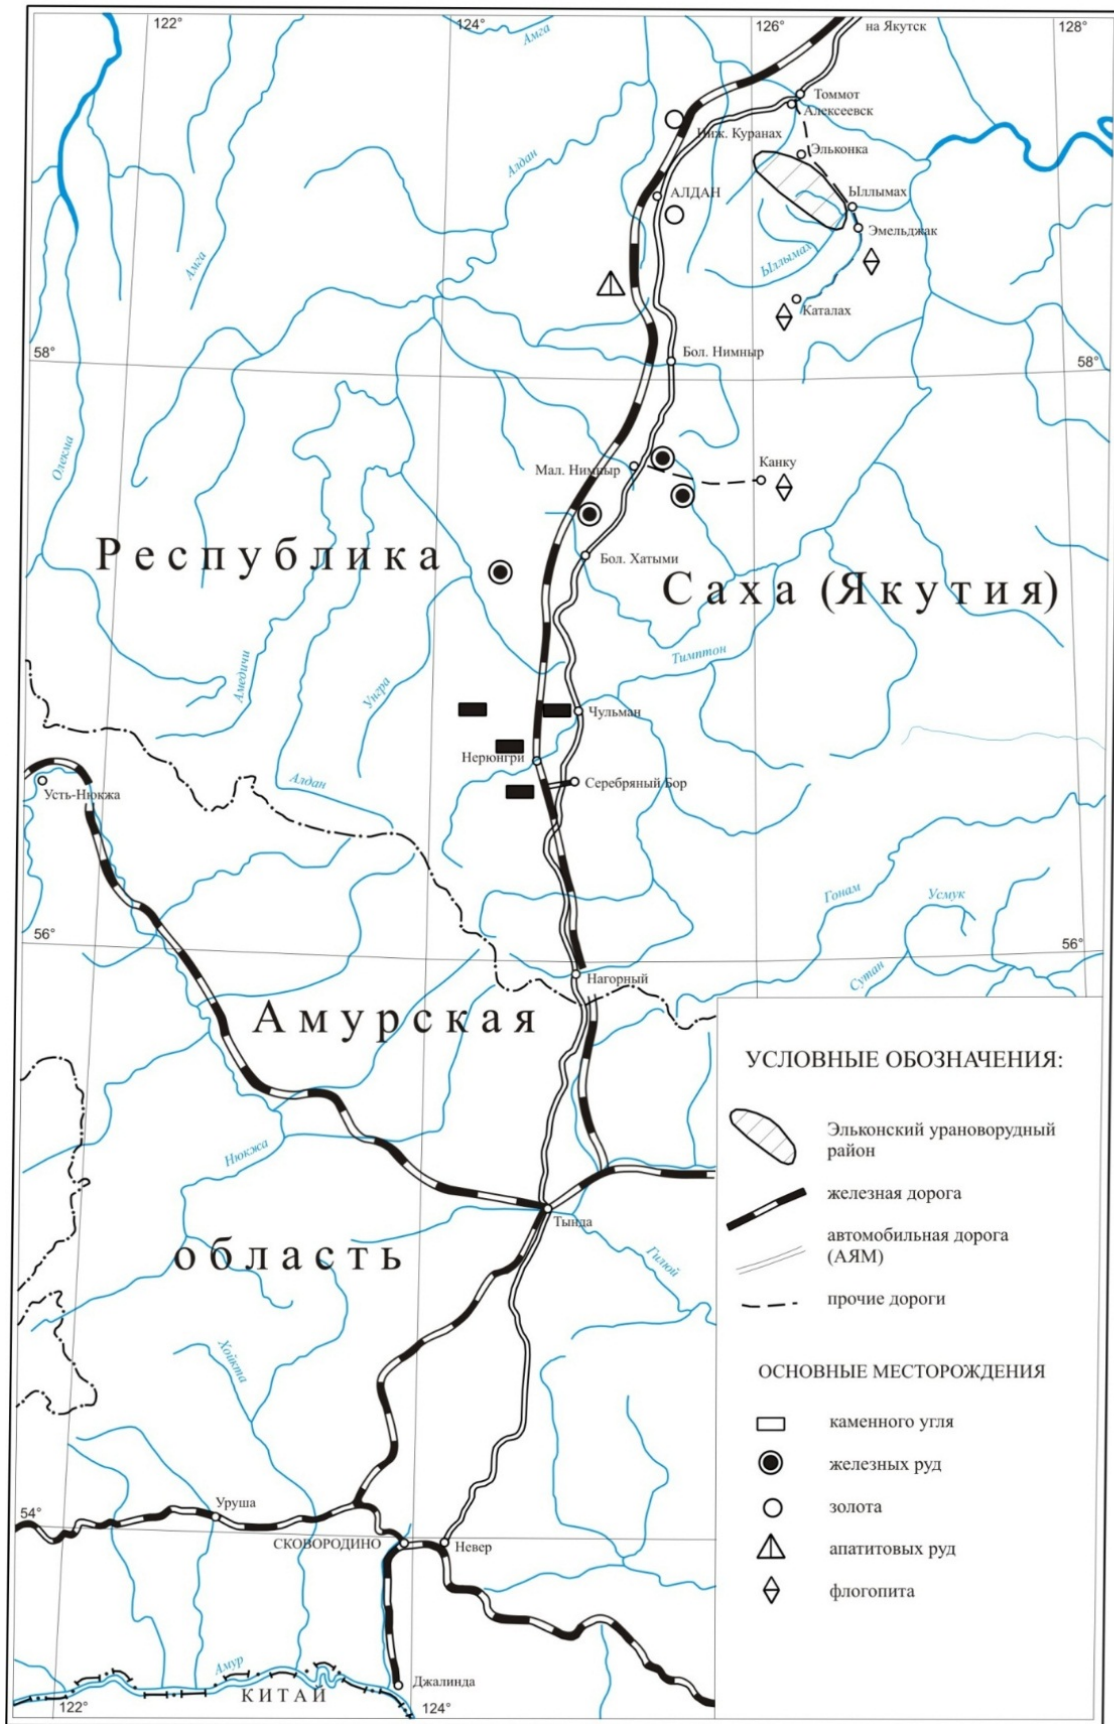 122°
124°
126°
128°
на Якутск
Амга
Томмот
Алексеевск
Ниж. Куранах
Эльконка
Алдан
АЛДАН
Ыллымах
Эмельджак
Ыллымах
Амга
Каталах
58°
Бол. Нимныр
58°
Олекма
Мал. Нимныр
Канку
Республика
Бол. Хатыми
Саха (Якутия)
Тимптон
Амедичи
Унгра
Чульман
Нерюнгри
Серебряный Бор
Усть-Нюкжа
Алдан
Гонам
Усмук
56°
56°
Сутан
Нагорный
Амурская
Нюкжа
Тында
область
Гилюй
Хойкта
54°
Уруша
СКОВОРОДИНО
Невер
Амур
Джалинда
КИТАЙ
122°
124°
УСЛОВНЫЕ ОБОЗНАЧЕНИЯ:
Эльконский урановорудный
район
железная дорога
автомобильная дорога
(АЯМ)
прочие дороги
ОСНОВНЫЕ МЕСТОРОЖДЕНИЯ
каменного угля
железных руд
золота
апатитовых руд
флогопита